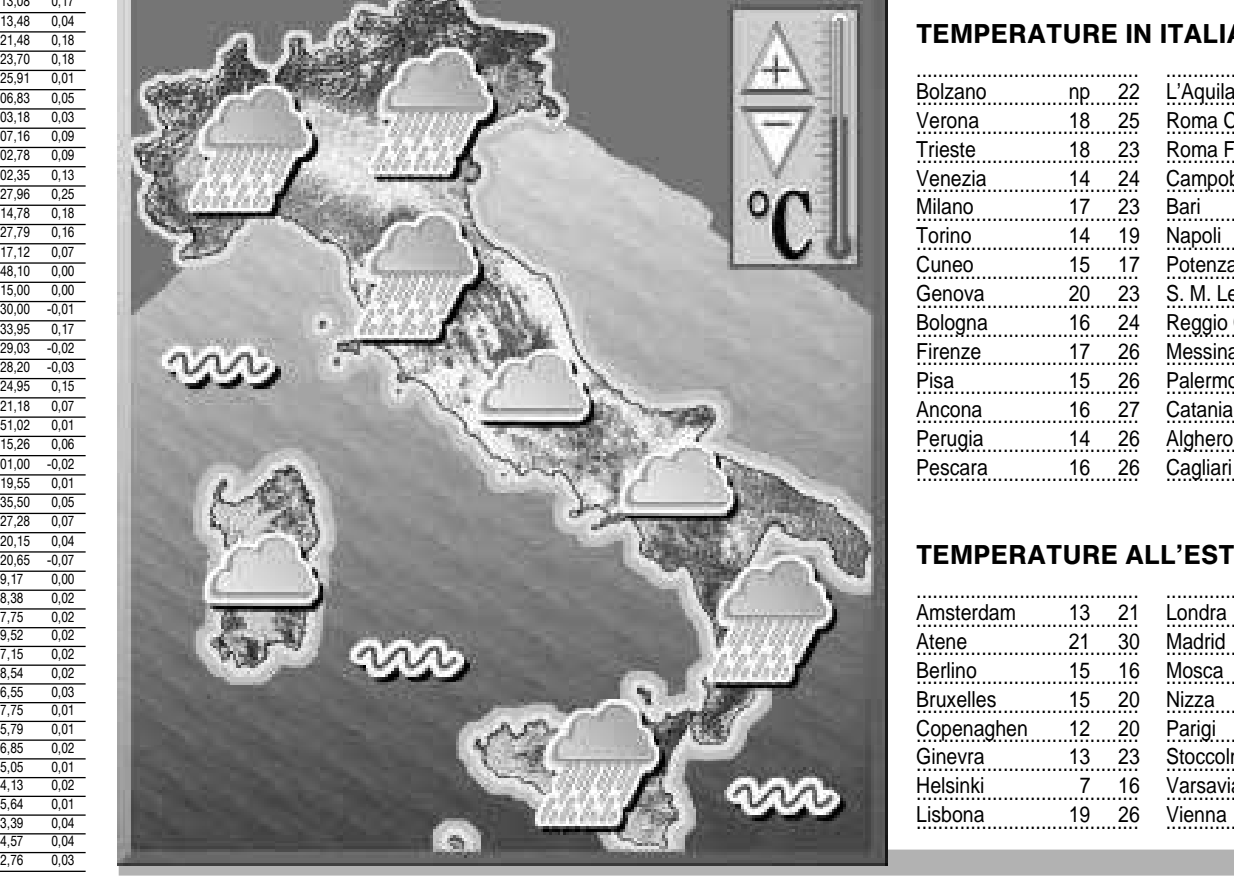 13,48 0,04
21,48 0,18
23,70 0,18
25,91 0,01
06,83 0,05
03,18 0,03
07,16 0,09
02,78 0,09
02,35 0,13
27,96 0,25
14,78 0,18
27,79 0,16
17,12 0,07
48,10 0,00
15,00 0,00
30,00 -0,01
33,95 0,17
29,03 -0,02
28,20 -0,03
24,95 0,15
21,18 0,07
51,02 0,01
15,26 0,06
01,00 -0,02
19,55 0,01
35,50 0,05
27,28 0,07
20,15 0,04
20,65 -0,07
9,17 0,00
8,38 0,02
7,75 0,02
9,52 0,02
7,15 0,02
8,54 0,02
6,55 0,03
7,75 0,01
5,79 0,01
6,85 0,02
5,05 0,01
4,13 0,02
5,64 0,01
3,39 0,04
4,57 0,04
2,76 0,03
+
−
°C
TEMPERATURE IN ITALIA
Bolzano np 22 L'Aquila
Verona 18 25 Roma C
Trieste 18 23 Roma F
Venezia 14 24 Campob
Milano 17 23 Bari
Torino 14 19 Napoli
Cuneo 15 17 Potenza
Genova 20 23 S. M. Le
Bologna 16 24 Reggio
Firenze 17 26 Messina
Pisa 15 26 Palermo
Ancona 16 27 Catania
Perugia 14 26 Alghero
Pescara 16 26 Cagliari
TEMPERATURE ALL'EST
Amsterdam 13 21 Londra
Atene 21 30 Madrid
Berlino 15 16 Mosca
Bruxelles 15 20 Nizza
Copenaghen 12 20 Parigi
Ginevra 13 23 Stoccolm
Helsinki 7 16 Varsavia
Lisbona 19 26 Vienna